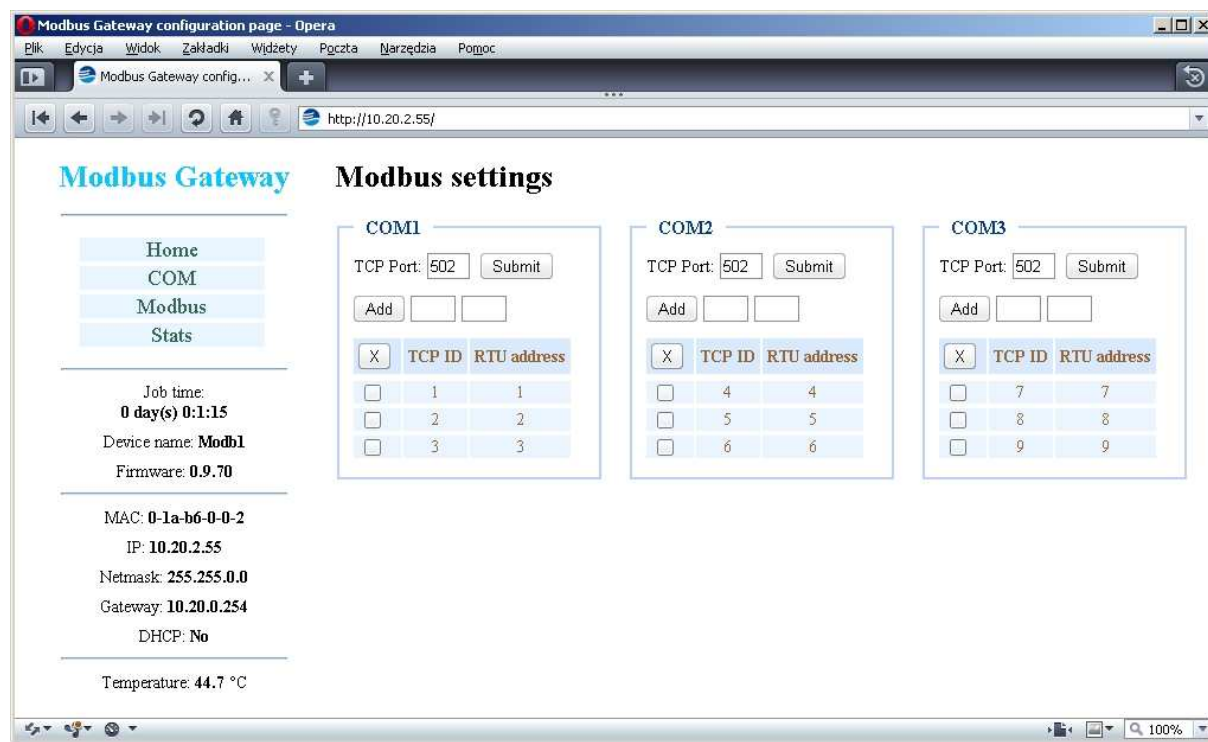 Modbus Gateway configuration page - Opera
Plik Edycja Widok Zakładki Widżety Poczta Narzędzia Pomoc
Modbus Gateway config...
http://10.20.2.55/
Modbus Gateway
Home
COM
Modbus
Stats
Job time:
0 day(s) 0:1:15
Device name: Modb1
Firmware: 0.9.70
MAC: 0-1a-b6-0-0-2
IP: 10.20.2.55
Netmask: 255.255.0.0
Gateway: 10.20.0.254
DHCP: No
Temperature: 44.7 °C
Modbus settings
COM1
TCP Port: 502 Submit
Add
X TCP ID RTU address
1 1
2 2
3 3
COM2
TCP Port: 502 Submit
Add
X TCP ID RTU address
4 4
5 5
6 6
COM3
TCP Port: 502 Submit
Add
X TCP ID RTU address
7 7
8 8
9 9
100%